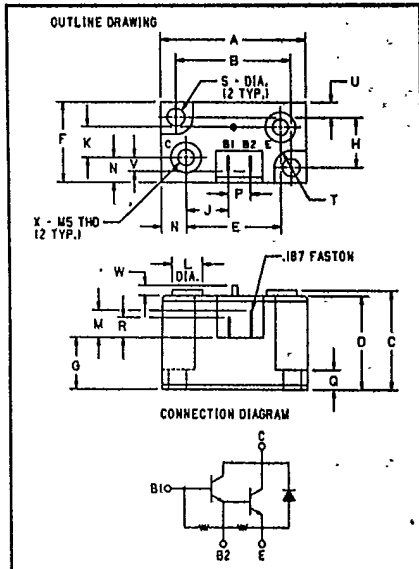 OUTLINE DRAWING
A
B
S - DIA.
(2 TYP.)
U
F
K
N
V
C
B1 B2 E
H
X - M5 THD
(2 TYP.)
J
P
T
N
E
L
DIA.
W
.187 FASTON
M
R
G
Q
D
C
CONNECTION DIAGRAM
C
B1
B2
E